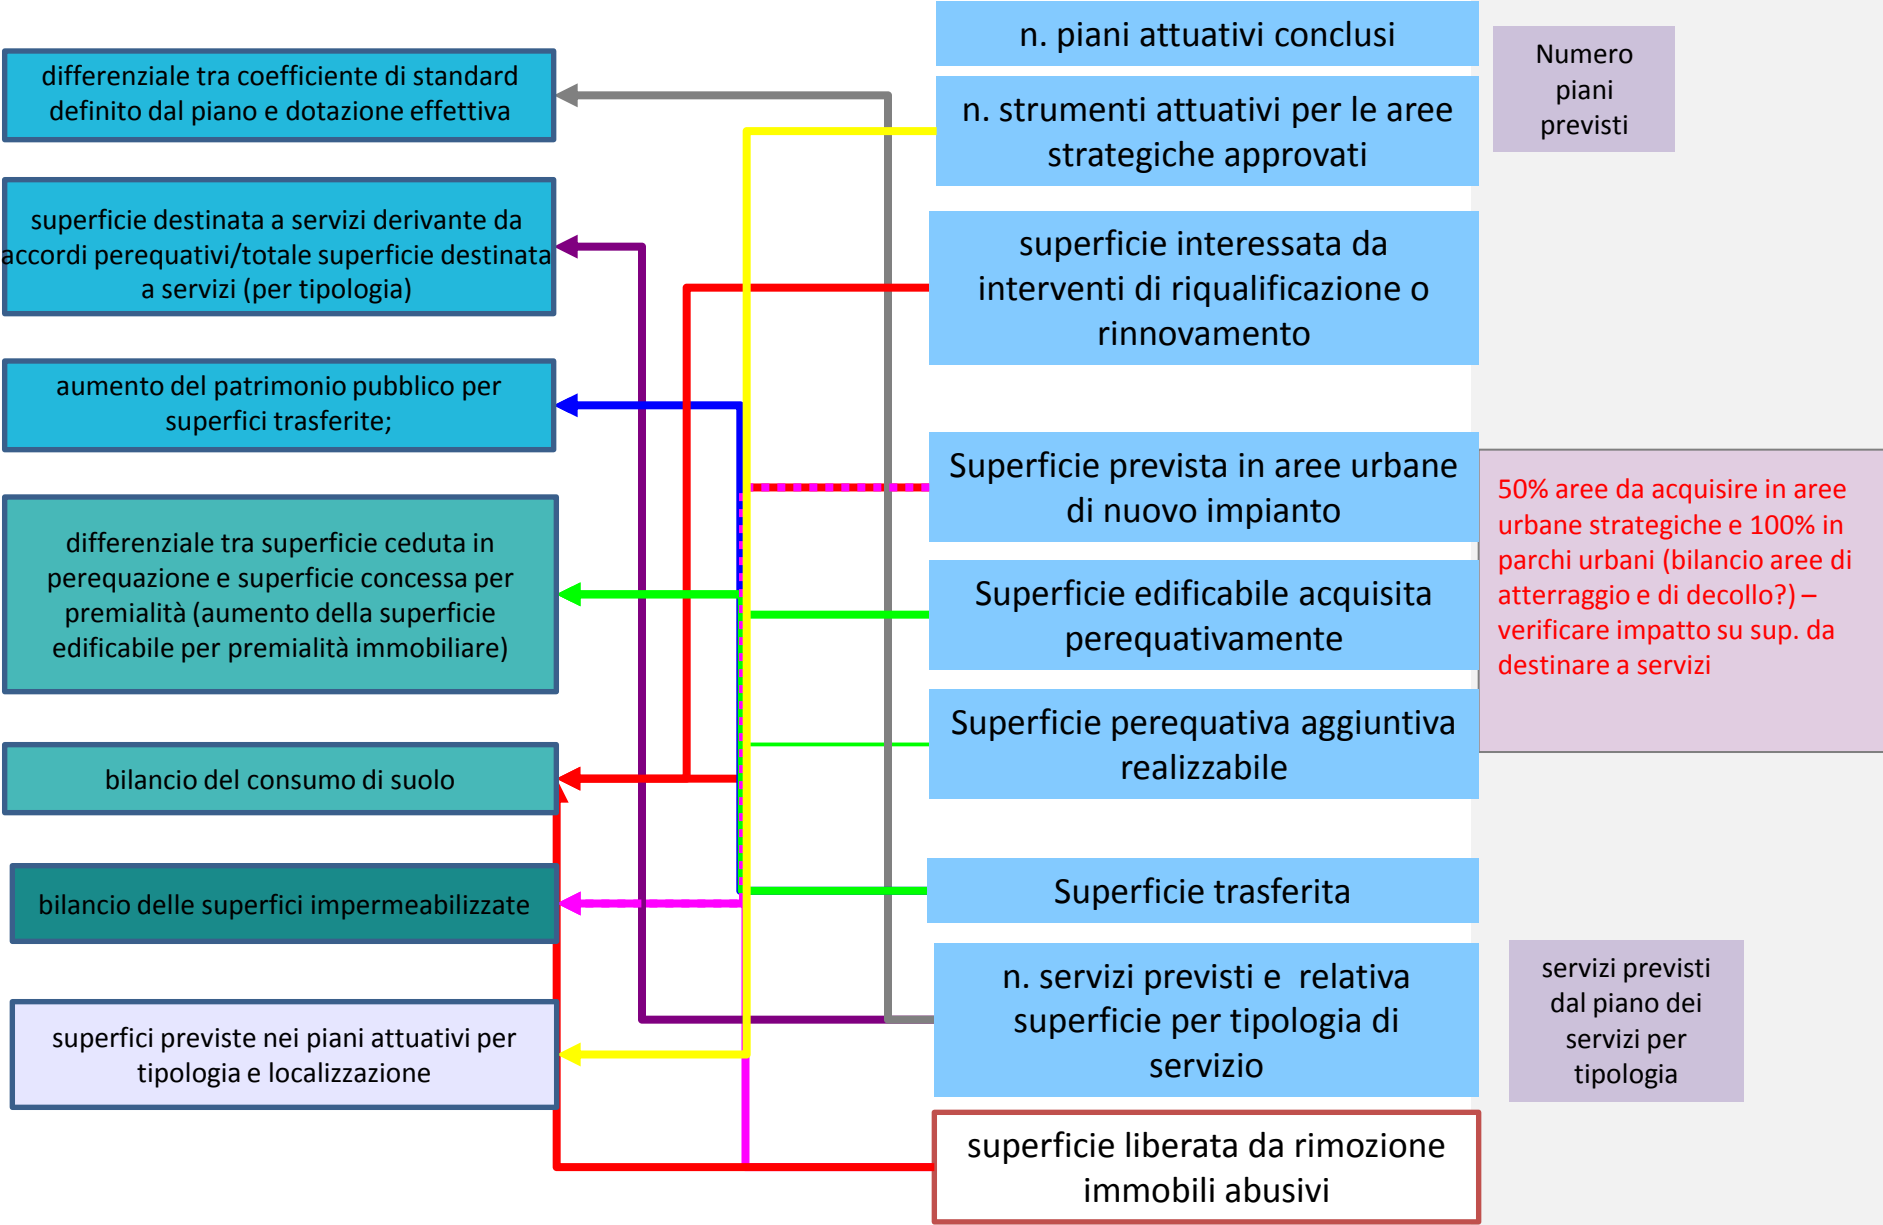 differenziale tra coefficiente di standard
definito dal piano e dotazione effettiva
superficie destinata a servizi derivante da
accordi perequativi/totale superficie destinata
a servizi (per tipologia)
aumento del patrimonio pubblico per
superfici trasferite;
differenziale tra superficie ceduta in
perequazione e superficie concessa per
premialità (aumento della superficie
edificabile per premialità immobiliare)
bilancio del consumo di suolo
bilancio delle superfici impermeabilizzate
superfici previste nei piani attuativi per
tipologia e localizzazione
n. piani attuativi conclusi
n. strumenti attuativi per le aree
strategiche approvati
superficie interessata da
interventi di riqualificazione o
rinnovamento
Superficie prevista in aree urbane
di nuovo impianto
Superficie edificabile acquisita
perequativamente
Superficie perequativa aggiuntiva
realizzabile
Superficie trasferita
n. servizi previsti e relativa
superficie per tipologia di
servizio
superficie liberata da rimozione
immobili abusivi
Numero
piani
previsti
50% aree da acquisire in aree
urbane strategiche e 100% in
parchi urbani (bilancio aree di
atterraggio e di decollo?) –
verificare impatto su sup. da
destinare a servizi
servizi previsti
dal piano dei
servizi per
tipologia